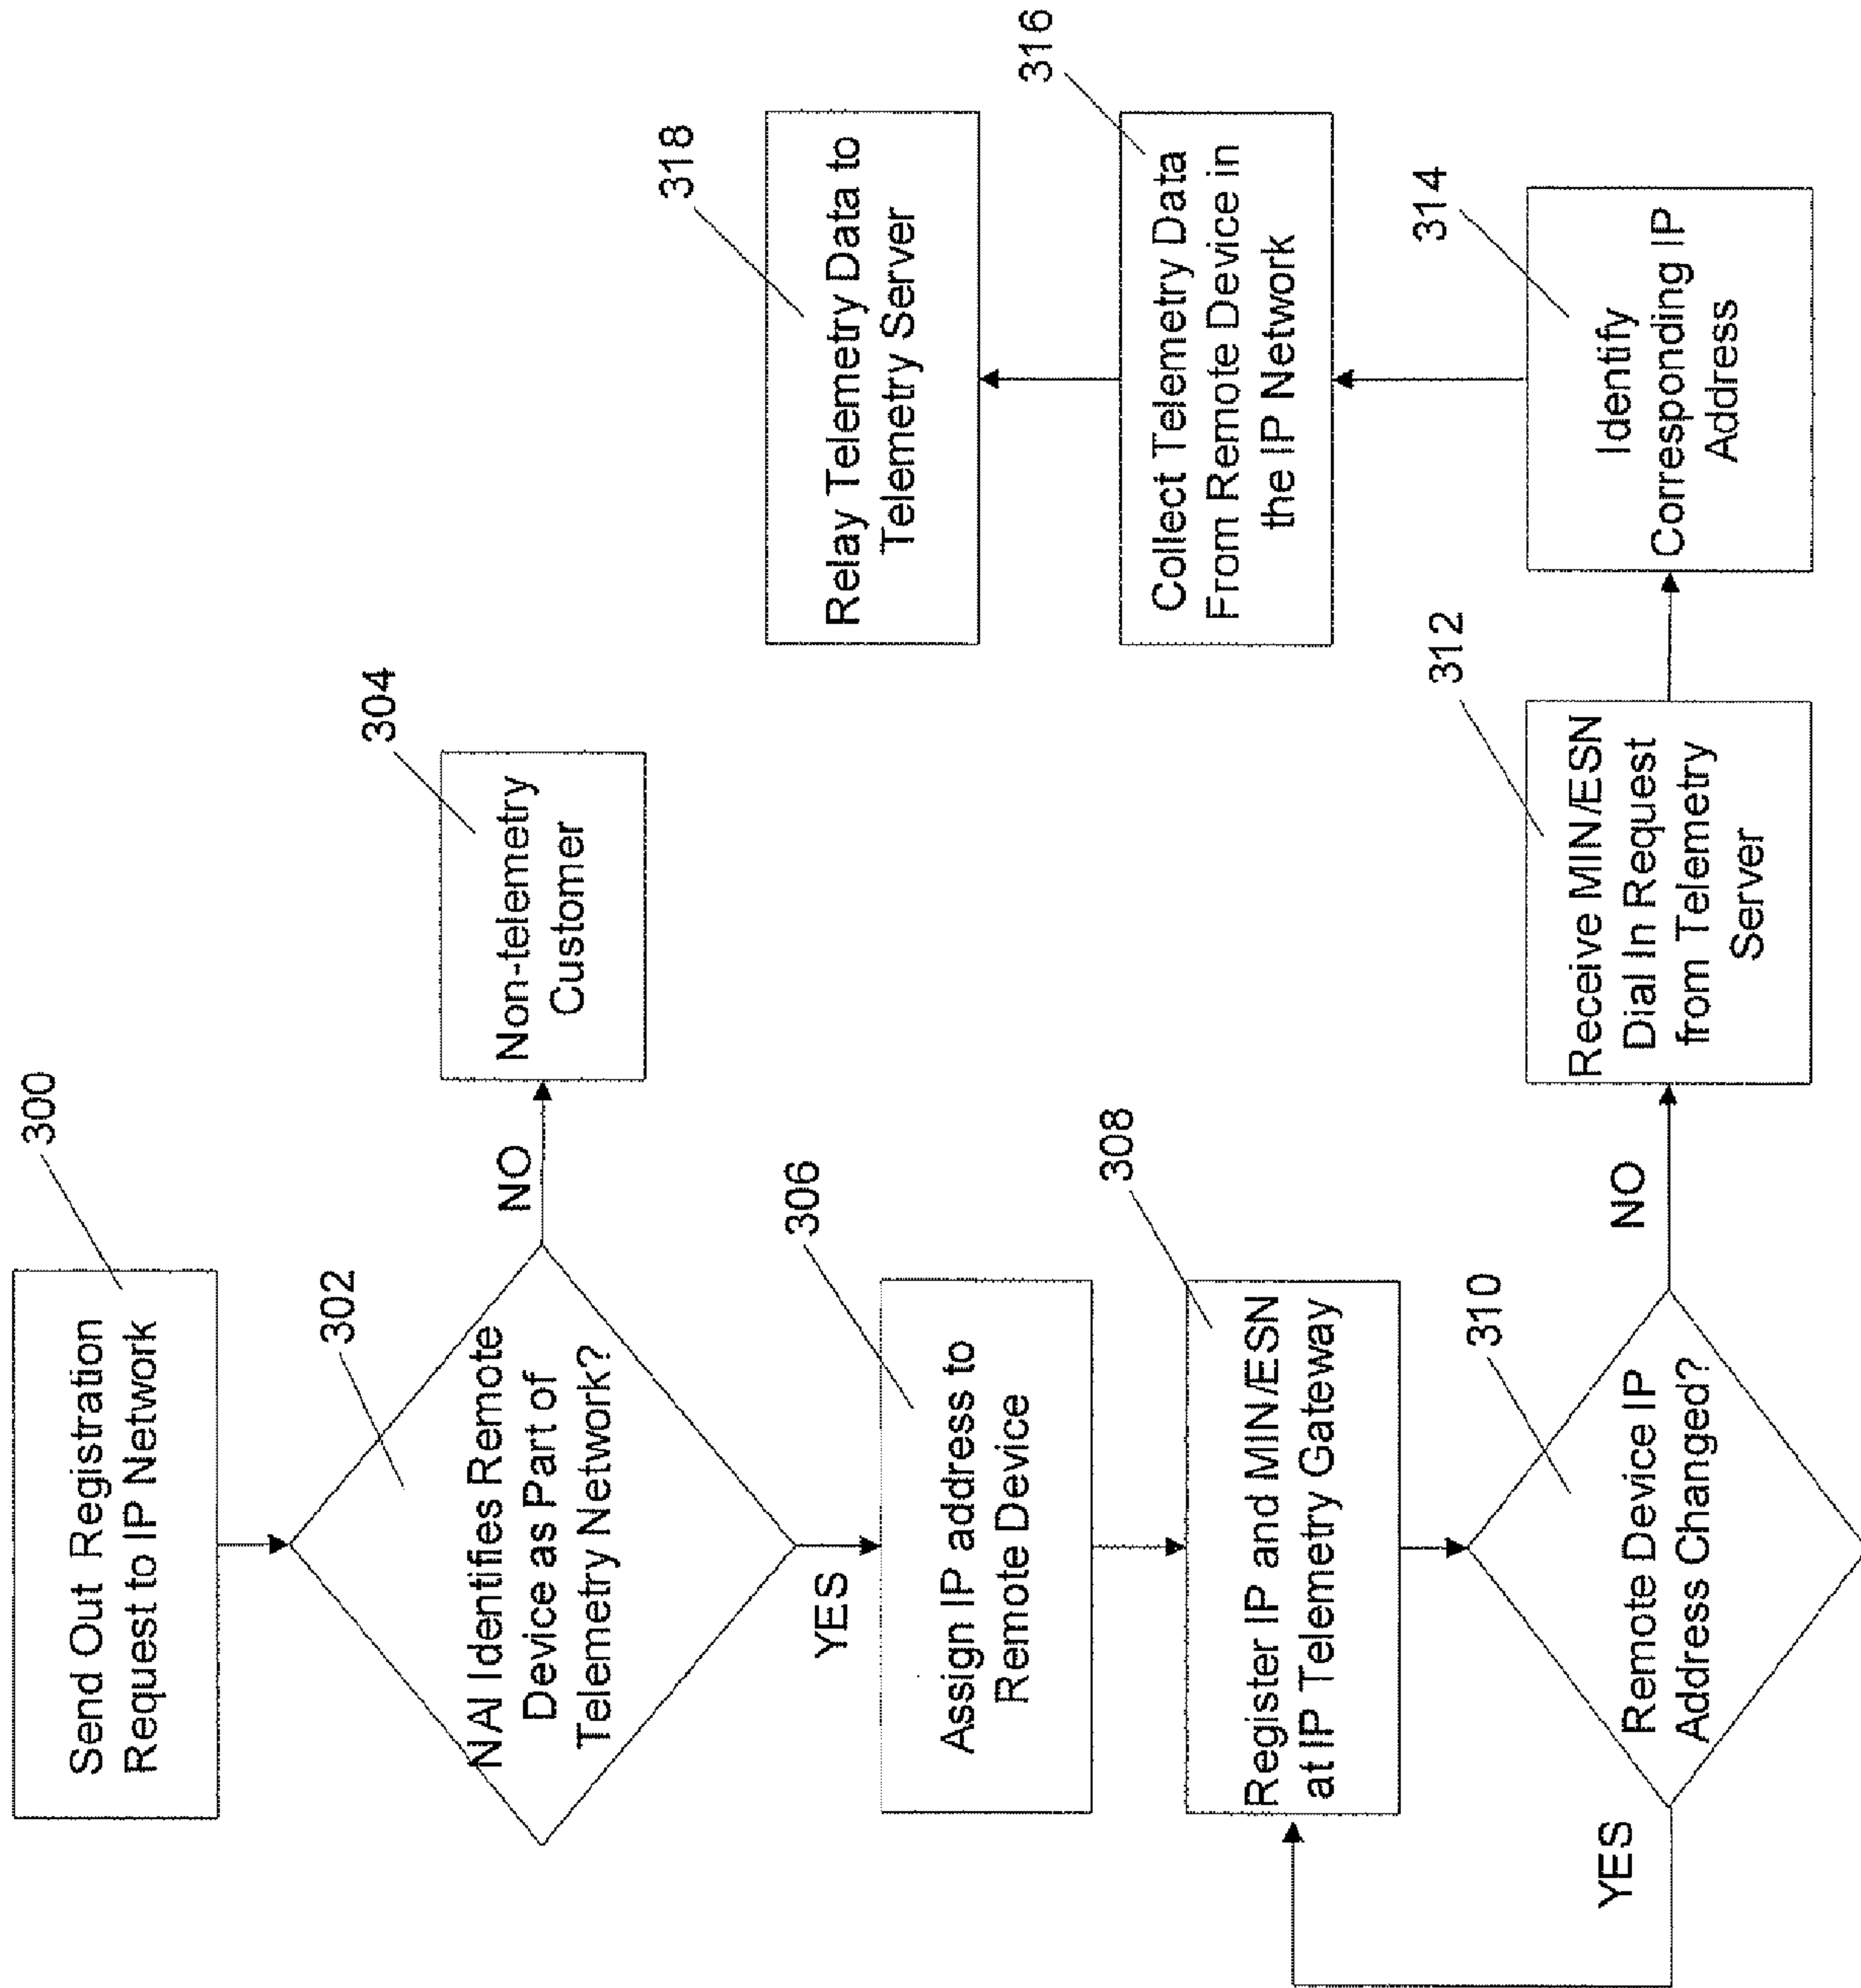 300
Send Out Registration
Request to IP Network
302
NAI Identifies Remote
Device as Part of
Telemetry Network?
NO
304
Non-telemetry
Customer
YES
306
Assign IP address to
Remote Device
308
Register IP and MIN/ESN
at IP Telemetry Gateway
310
Remote Device IP
Address Changed?
YES
NO
312
Receive MIN/ESN
Dial In Request
from Telemetry
Server
314
Identify
Corresponding IP
Address
316
Collect Telemetry Data
From Remote Device in
the IP Network
318
Relay Telemetry Data to
Telemetry Server